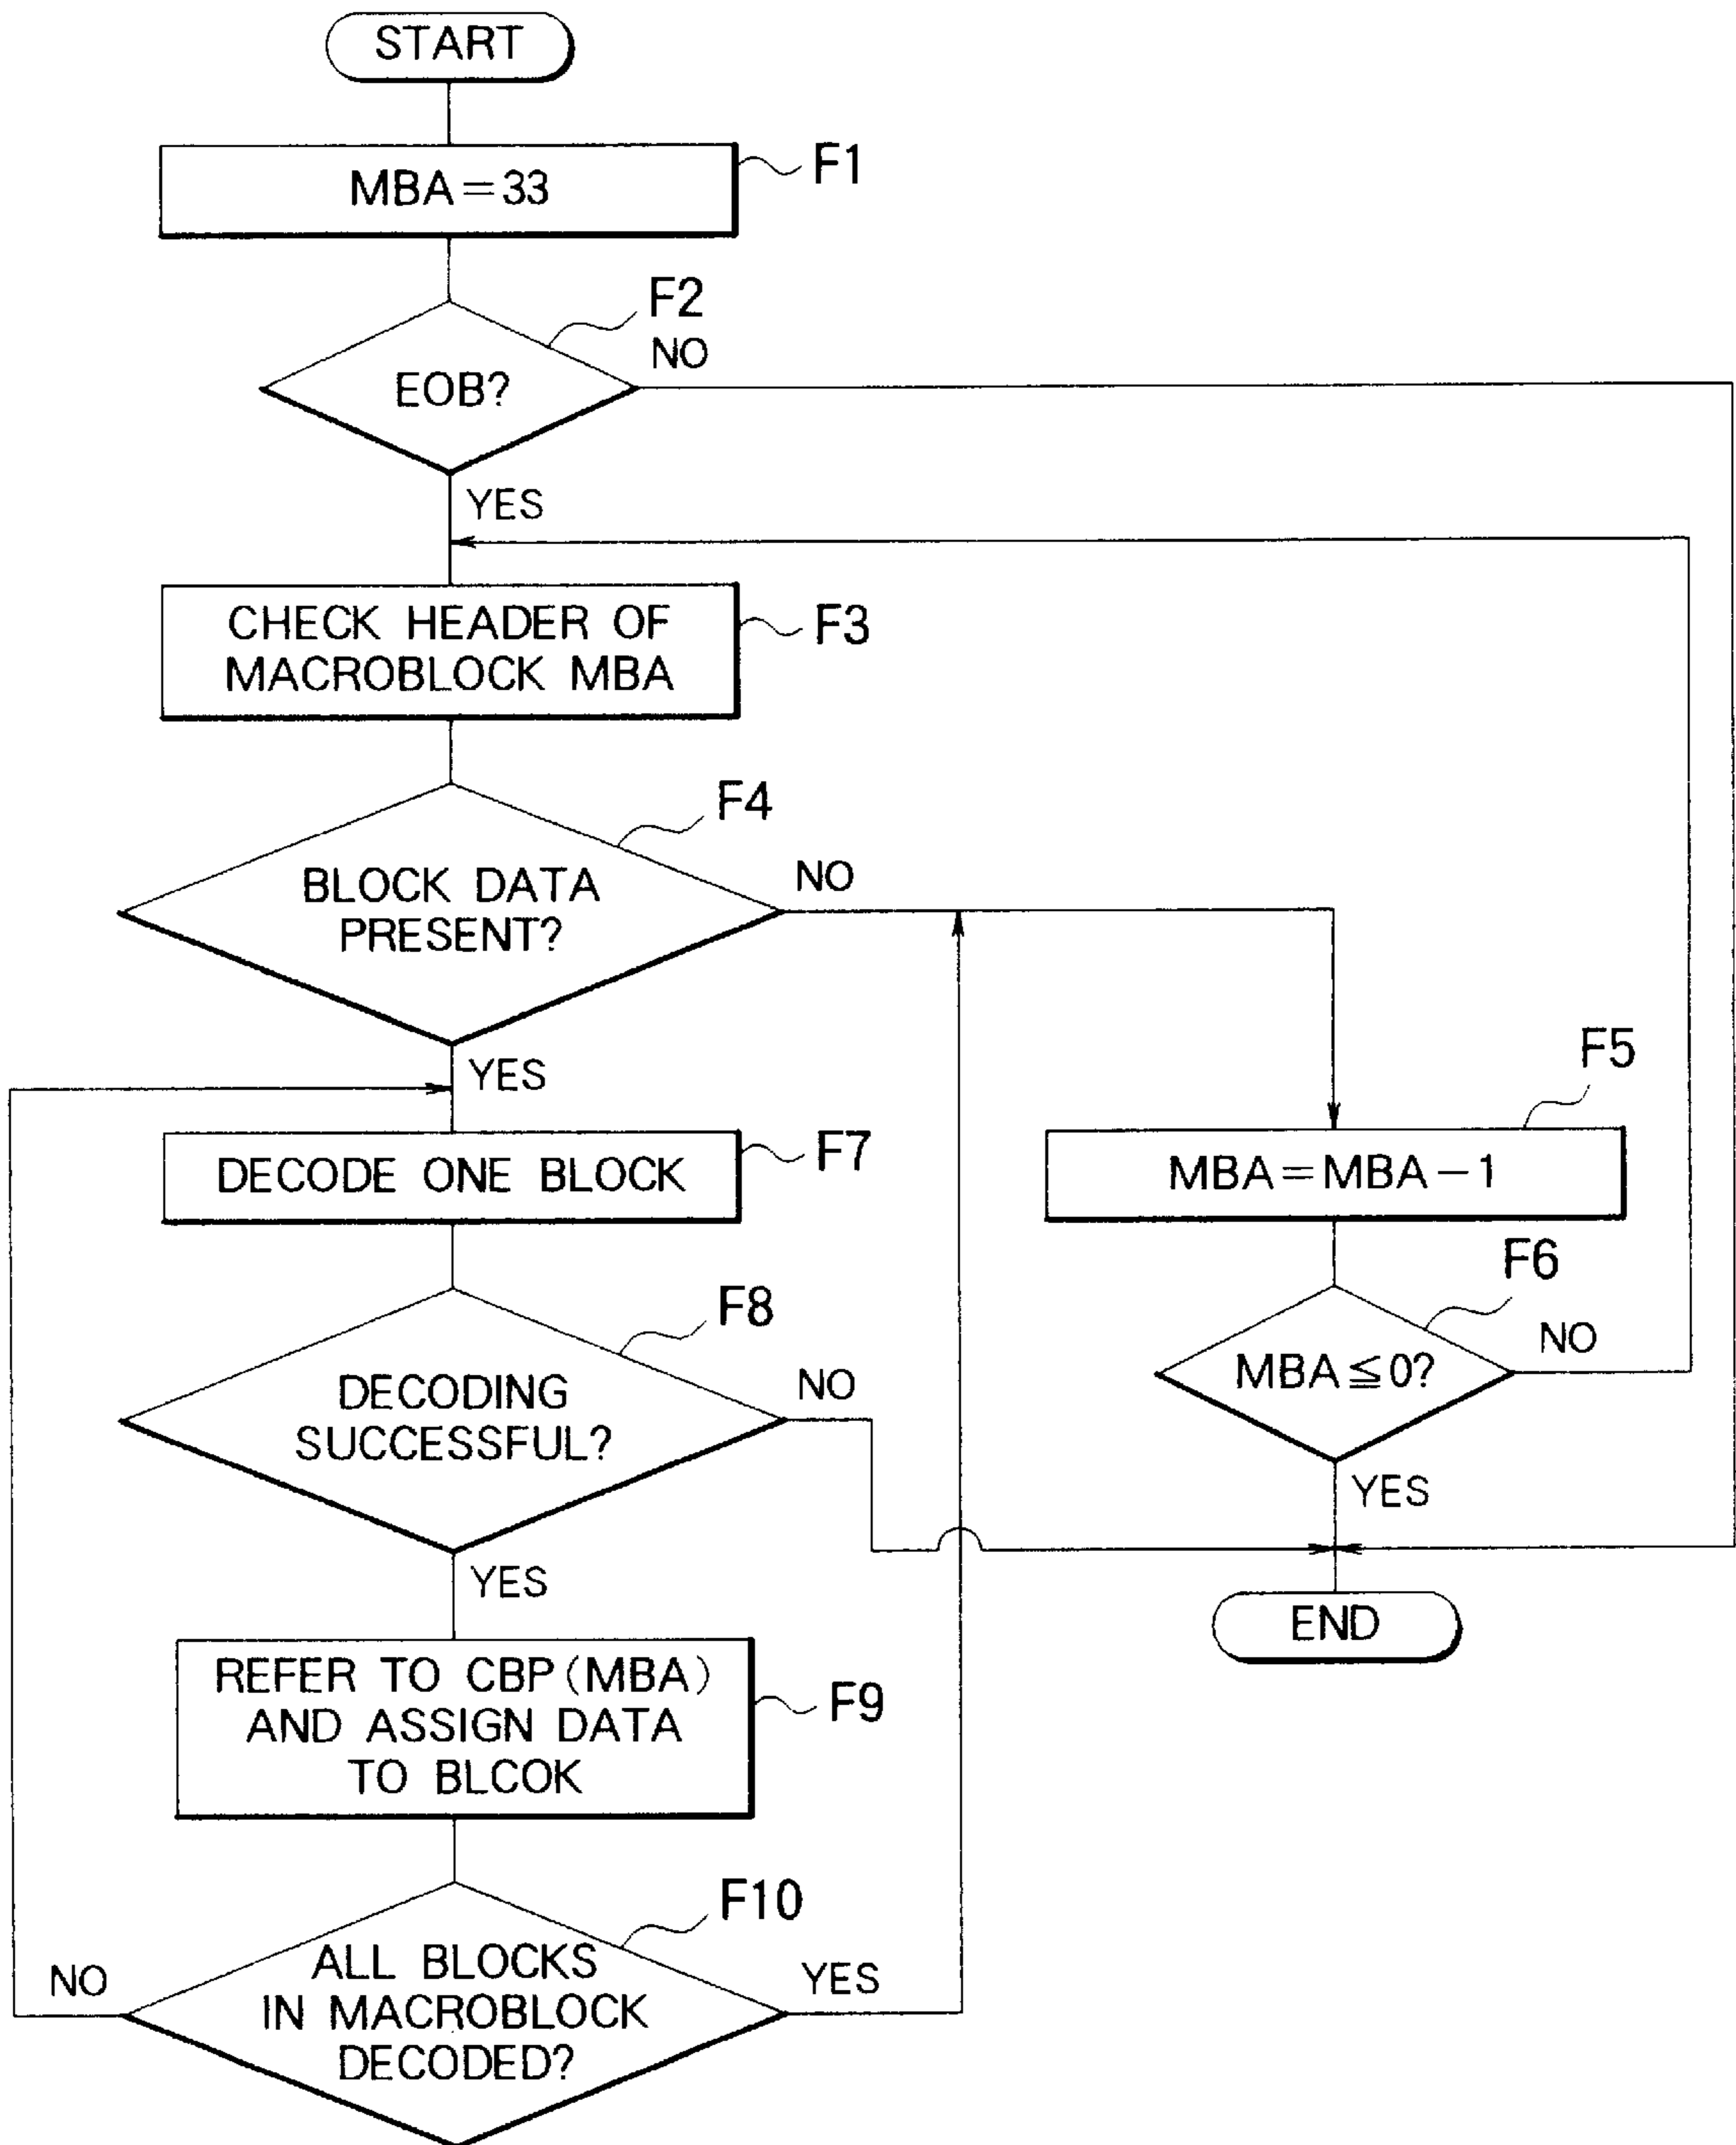 START
MBA=33
F1
F2
EOB?
NO
YES
CHECK HEADER OF
MACROBLOCK MBA
F3
F4
BLOCK DATA
PRESENT?
NO
YES
F5
MBA=MBA-1
F6
MBA≦0?
NO
YES
DECODE ONE BLOCK
F7
F8
DECODING
SUCCESSFUL?
NO
YES
END
REFER TO CBP(MBA)
AND ASSIGN DATA
TO BLCOK
F9
F10
ALL BLOCKS
IN MACROBLOCK
DECODED?
NO
YES